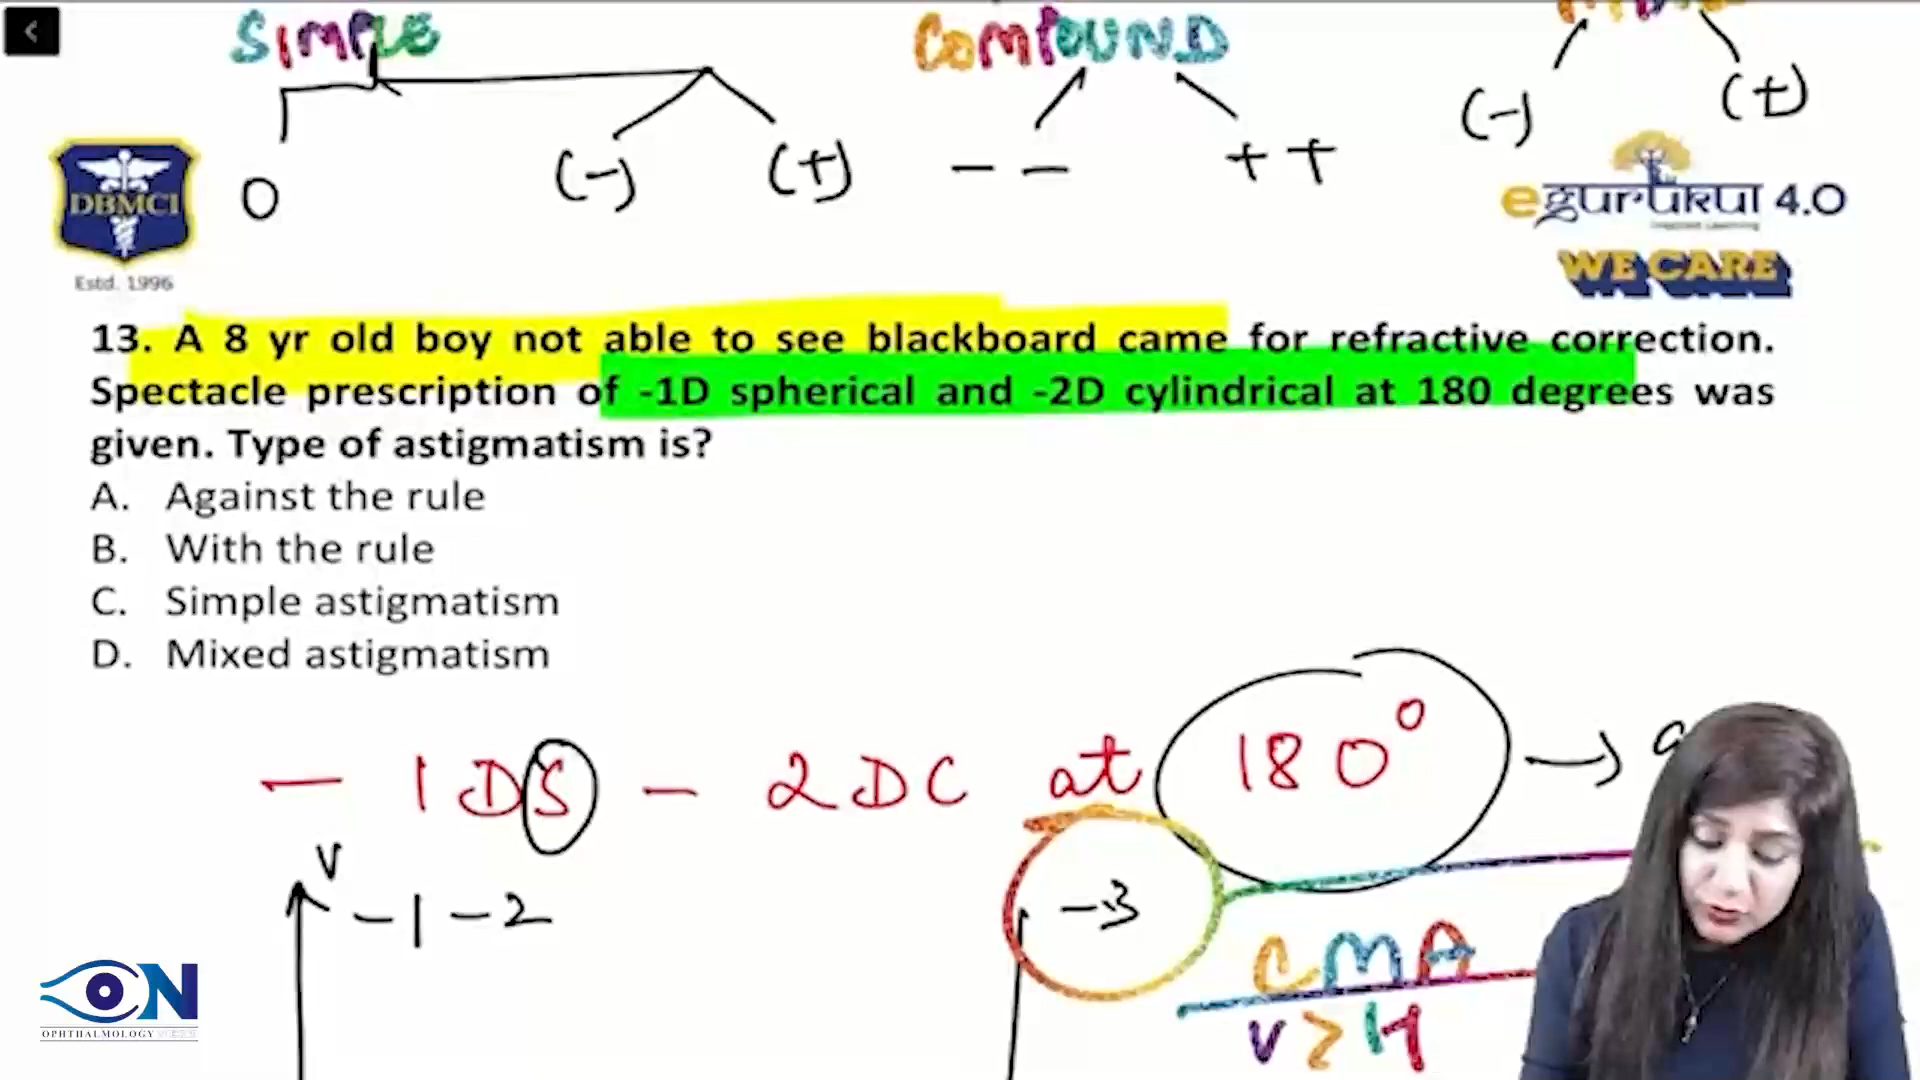 SIMPLE COMPOUND
(-) (+)
0 (-) (+) - - + +
DBMCI
Estd. 1996
eGurukul 4.0
WE CARE
13. A 8 yr old boy not able to see blackboard came for refractive correction.
Spectacle prescription of -1D spherical and -2D cylindrical at 180 degrees was
given. Type of astigmatism is?
A. Against the rule
B. With the rule
C. Simple astigmatism
D. Mixed astigmatism
- 1DS - 2DC at 180° →
V
-1 -2 -3
CMA
V ≥ H
ON
OPHTHALMOLOGY